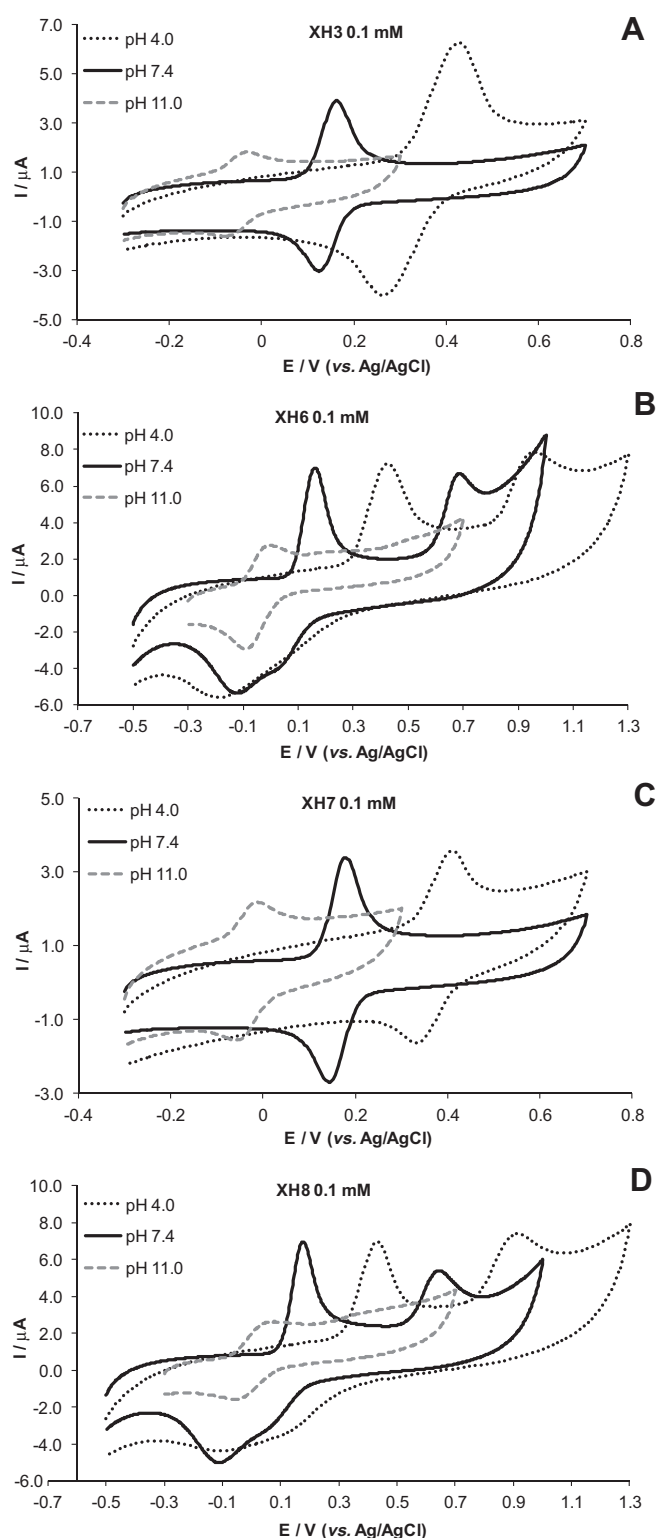 A
XH3 0.1 mM
pH 4.0
pH 7.4
pH 11.0
7.0
5.0
3.0
1.0
-1.0
-3.0
-5.0
I / µA
-0.4 -0.2 0 0.2 0.4 0.6 0.8
E / V (vs. Ag/AgCl)
B
XH6 0.1 mM
pH 4.0
pH 7.4
pH 11.0
10.0
8.0
6.0
4.0
2.0
0.0
-2.0
-4.0
-6.0
I / µA
-0.7 -0.5 -0.3 -0.1 0.1 0.3 0.5 0.7 0.9 1.1 1.3
E / V (vs. Ag/AgCl)
C
XH7 0.1 mM
pH 4.0
pH 7.4
pH 11.0
5.0
3.0
1.0
-1.0
-3.0
I / µA
-0.4 -0.2 0 0.2 0.4 0.6 0.8
E / V (vs. Ag/AgCl)
D
XH8 0.1 mM
pH 4.0
pH 7.4
pH 11.0
10.0
8.0
6.0
4.0
2.0
0.0
-2.0
-4.0
-6.0
I / µA
-0.7 -0.5 -0.3 -0.1 0.1 0.3 0.5 0.7 0.9 1.1 1.3
E / V (vs. Ag/AgCl)